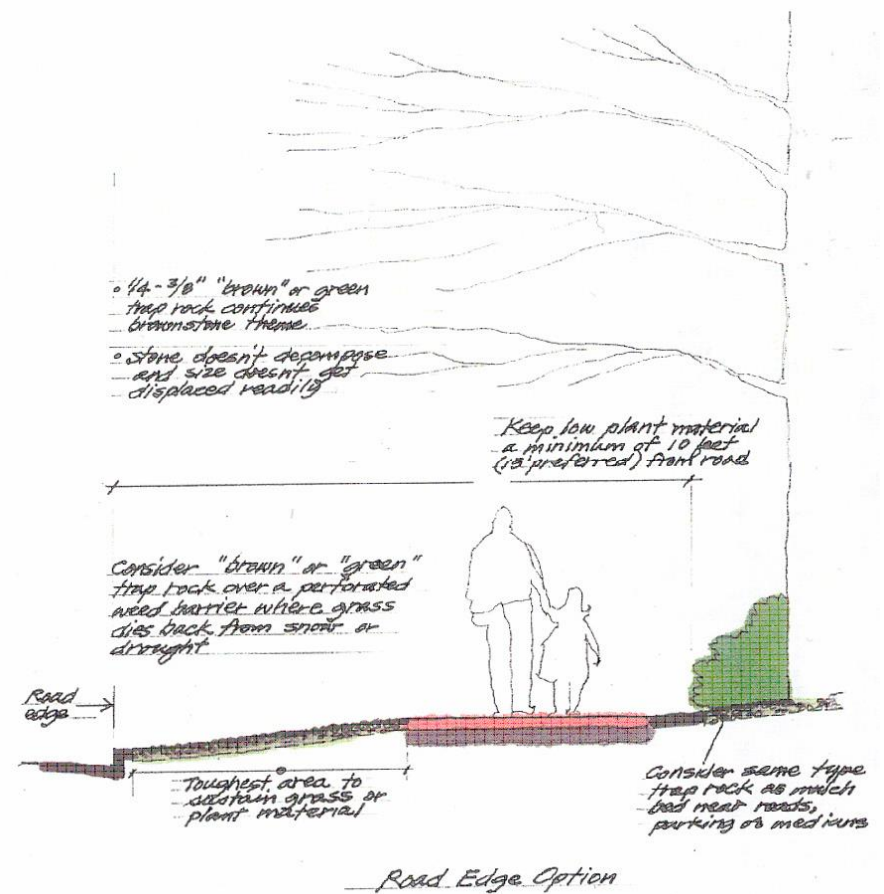 • 1/4 - 3/8" "brown" or green
trap rock continues
brownstone theme
• Stone doesn't decompose
and size doesn't get
displaced readily
Keep low plant material
a minimum of 10 feet
(15' preferred) from road
Consider "brown" or "green"
trap rock over a perforated
weed barrier where grass
dies back from snow or
drought
Road
edge
Toughest area to
sustain grass or
plant material
Consider same type
trap rock as mulch
bed near roads,
parking or medians
Road Edge Option